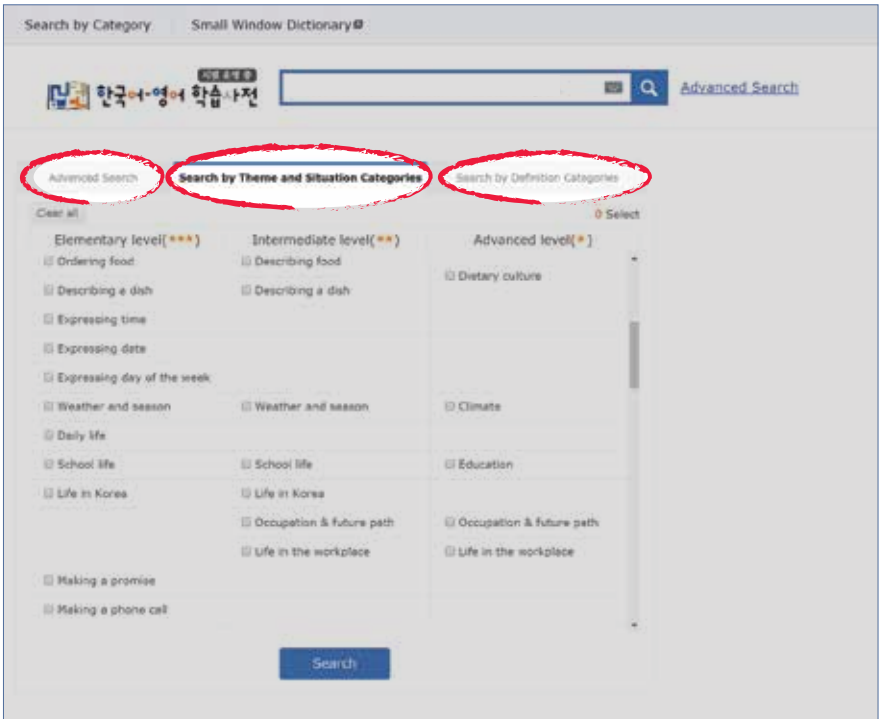 Search by Category Small Window Dictionary
한국어-영어 학습사전
Advanced Search
Advanced Search Search by Theme and Situation Categories Search by Definition Categories
Clear all 0 Select
Elementary level(***) Intermediate level(**) Advanced level(*)
Ordering food Describing food
Dietary culture
Describing a dish Describing a dish
Expressing time
Expressing date
Expressing day of the week
Weather and season Weather and season Climate
Daily life
School life School life Education
Life in Korea Life in Korea
Occupation & future path Occupation & future path
Life in the workplace Life in the workplace
Making a promise
Making a phone call
Search